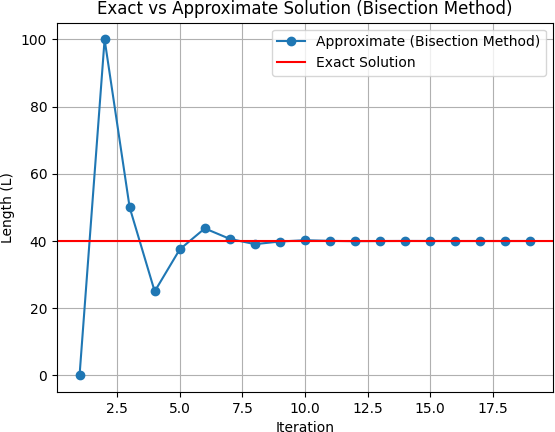 Exact vs Approximate Solution (Bisection Method)
Approximate (Bisection Method)
Exact Solution
100
80
60
40
20
0
Length (L)
2.5 5.0 7.5 10.0 12.5 15.0 17.5
Iteration